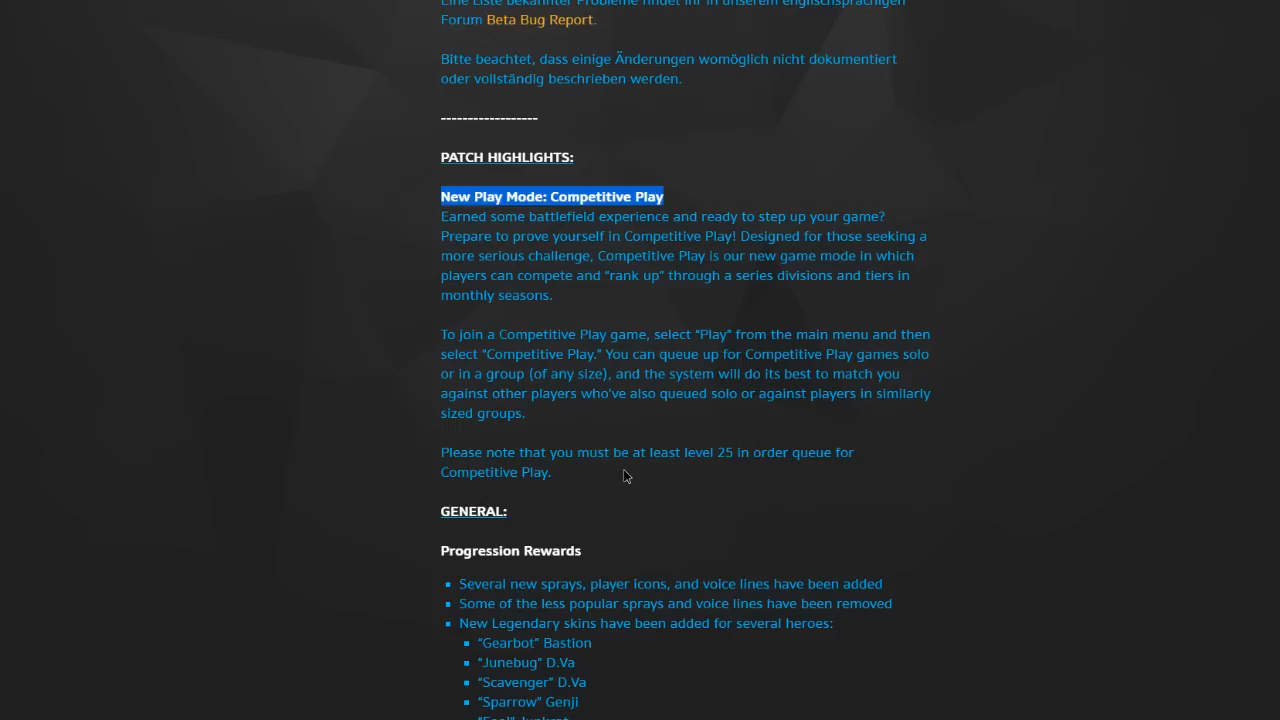 Eine Liste bekannter Probleme findet ihr in unserem englischsprachigen
Forum Beta Bug Report.
Bitte beachtet, dass einige Änderungen womöglich nicht dokumentiert
oder vollständig beschrieben werden.
------------------
PATCH HIGHLIGHTS:
New Play Mode: Competitive Play
Earned some battlefield experience and ready to step up your game?
Prepare to prove yourself in Competitive Play! Designed for those seeking a
more serious challenge, Competitive Play is our new game mode in which
players can compete and “rank up” through a series divisions and tiers in
monthly seasons.
To join a Competitive Play game, select “Play” from the main menu and then
select “Competitive Play.” You can queue up for Competitive Play games solo
or in a group (of any size), and the system will do its best to match you
against other players who’ve also queued solo or against players in similarly
sized groups.
Please note that you must be at least level 25 in order queue for
Competitive Play.
GENERAL:
Progression Rewards
▪ Several new sprays, player icons, and voice lines have been added
▪ Some of the less popular sprays and voice lines have been removed
▪ New Legendary skins have been added for several heroes:
▪ “Gearbot” Bastion
▪ “Junebug” D.Va
▪ “Scavenger” D.Va
▪ “Sparrow” Genji